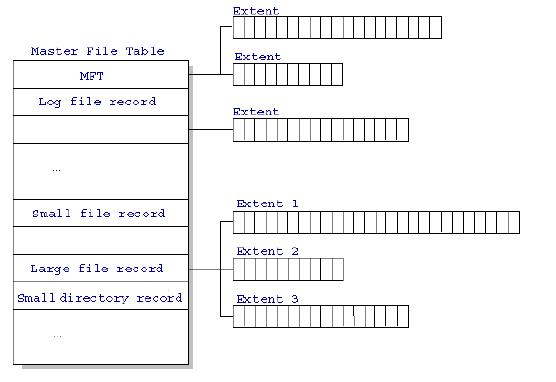 Master File Table
MFT
Log file record
...
Small file record
Large file record
Small directory record
...
Extent
Extent
Extent
Extent 1
Extent 2
Extent 3